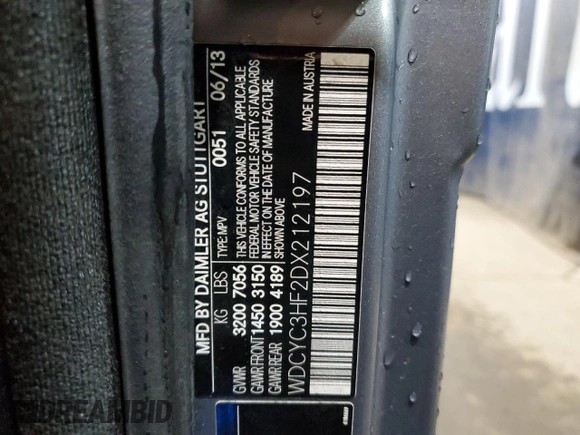 MFD BY DAIMLER AG STUTTGART
0051 06/13
KG LBS TYPE: MPV
GVWR 3200 7056
GAWR FRONT 1450 3150
GAWR REAR 1900 4189
THIS VEHICLE CONFORMS TO ALL APPLICABLE
FEDERAL MOTOR VEHICLE SAFETY STANDARDS
IN EFFECT ON THE DATE OF MANUFACTURE
SHOWN ABOVE
MADE IN AUSTRIA
WDCYC3HF2DX212197
DREAMBID